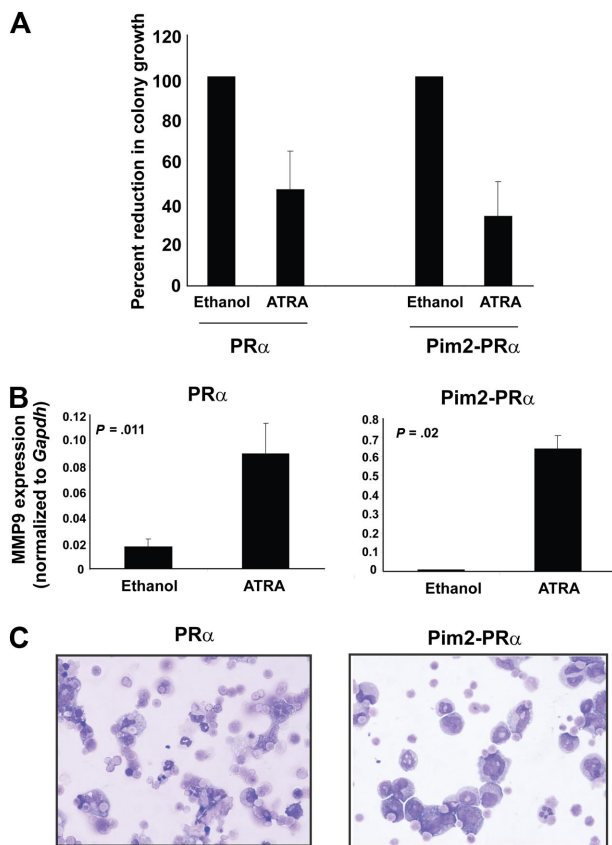 A
Percent reduction in colony growth
120
100
80
60
40
20
0
Ethanol ATRA Ethanol ATRA
PRα Pim2-PRα
B
PRα Pim2-PRα
MMP9 expression
(normalized to Gapdh)
P = .011
0.12
0.10
0.08
0.06
0.04
0.02
0
Ethanol ATRA
P = .02
0.8
0.7
0.6
0.5
0.4
0.3
0.2
0.1
0
Ethanol ATRA
C
PRα Pim2-PRα